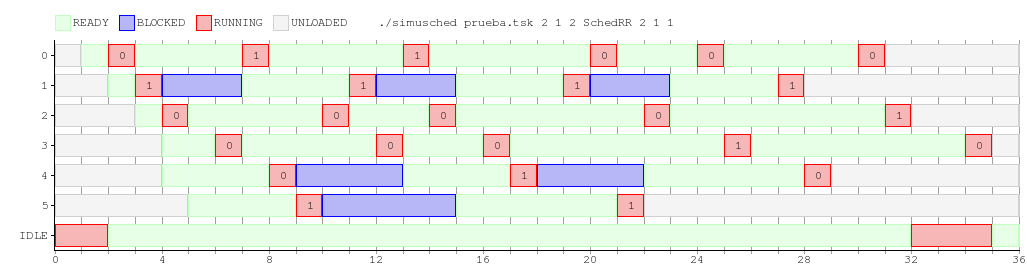 READY BLOCKED RUNNING UNLOADED ./simusched prueba.tsk 2 1 2 SchedRR 2 1 1
0 0 1 1 0 0 0
1 1 1 1 1
2 0 0 0 0 1
3 0 0 0 1 0
4 0 1 0
5 1 1
IDLE
0 4 8 12 16 20 24 28 32 36